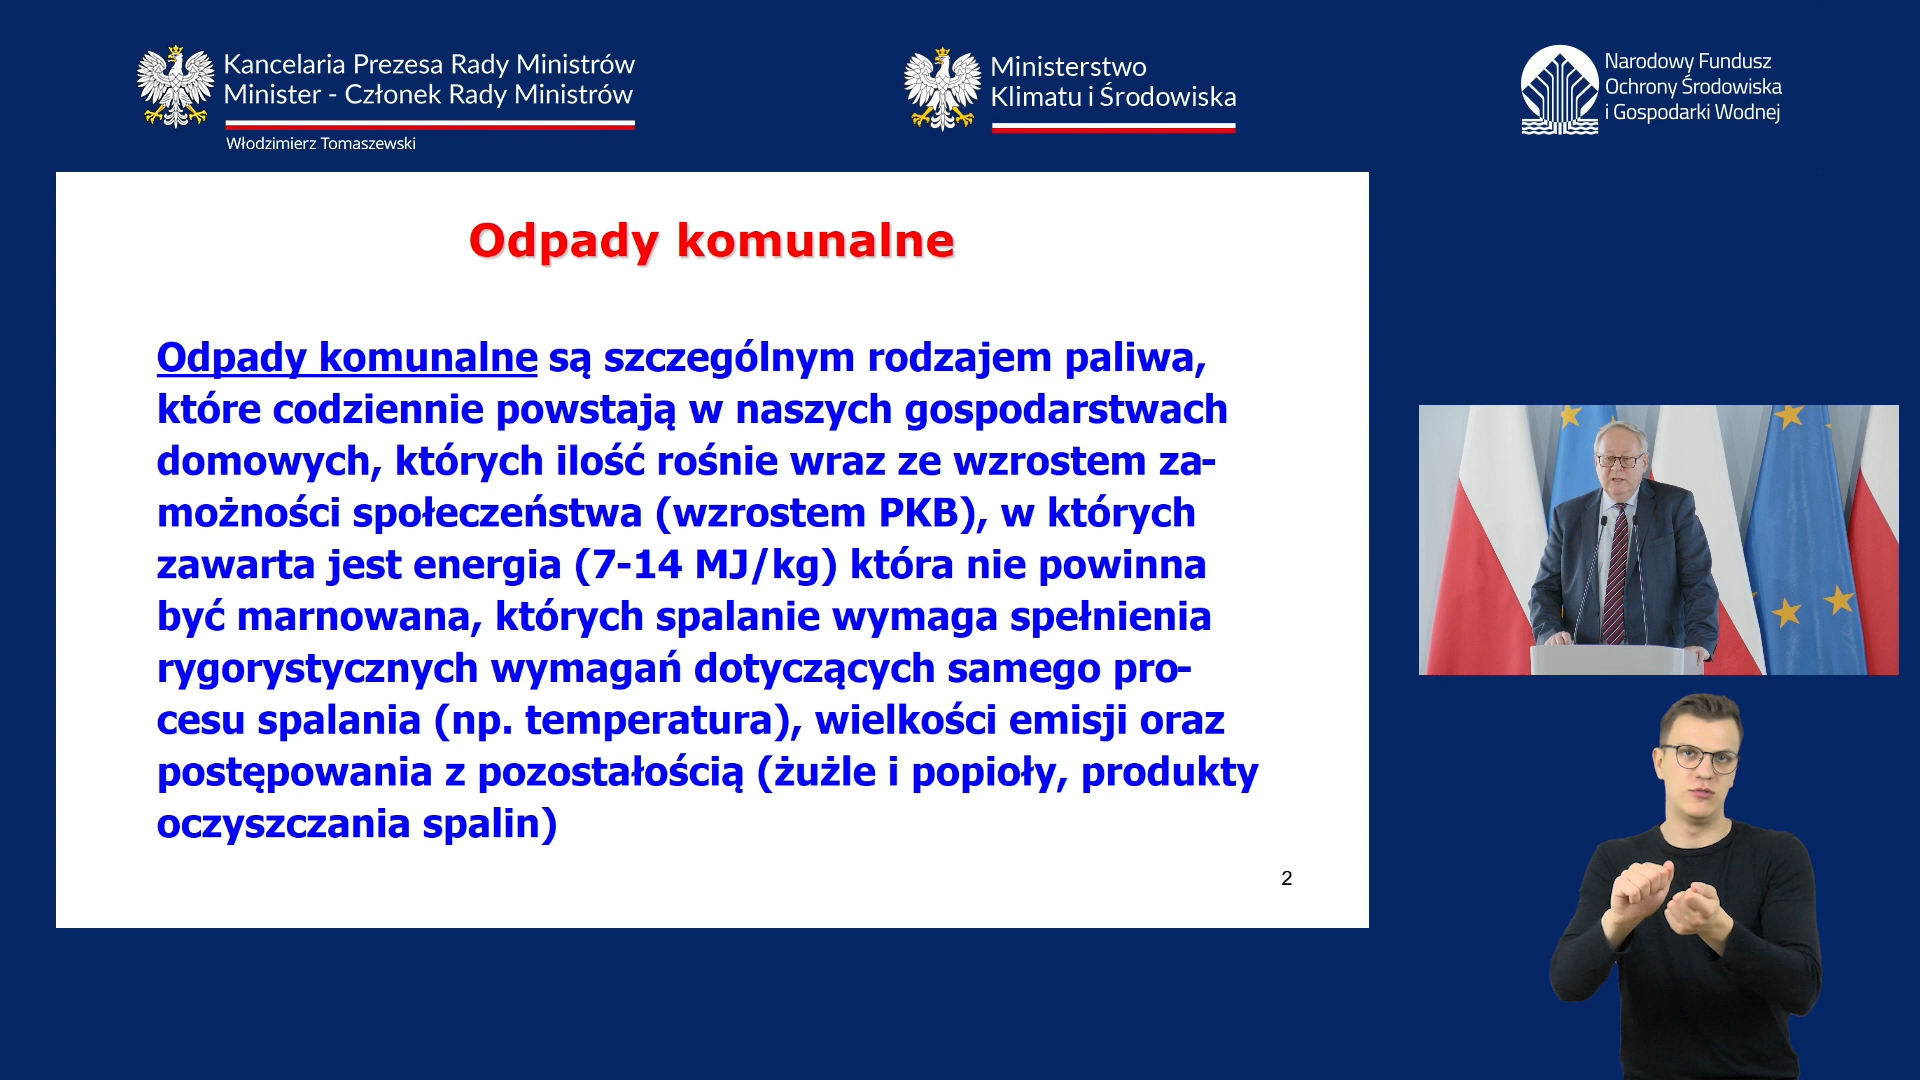 Kancelaria Prezesa Rady Ministrów
Minister - Członek Rady Ministrów
Włodzimierz Tomaszewski
Ministerstwo
Klimatu i Środowiska
Narodowy Fundusz
Ochrony Środowiska
i Gospodarki Wodnej
Odpady komunalne
Odpady komunalne są szczególnym rodzajem paliwa,
które codziennie powstają w naszych gospodarstwach
domowych, których ilość rośnie wraz ze wzrostem za-
możności społeczeństwa (wzrostem PKB), w których
zawarta jest energia (7-14 MJ/kg) która nie powinna
być marnowana, których spalanie wymaga spełnienia
rygorystycznych wymagań dotyczących samego pro-
cesu spalania (np. temperatura), wielkości emisji oraz
postępowania z pozostałością (żużle i popioły, produkty
oczyszczania spalin)
2